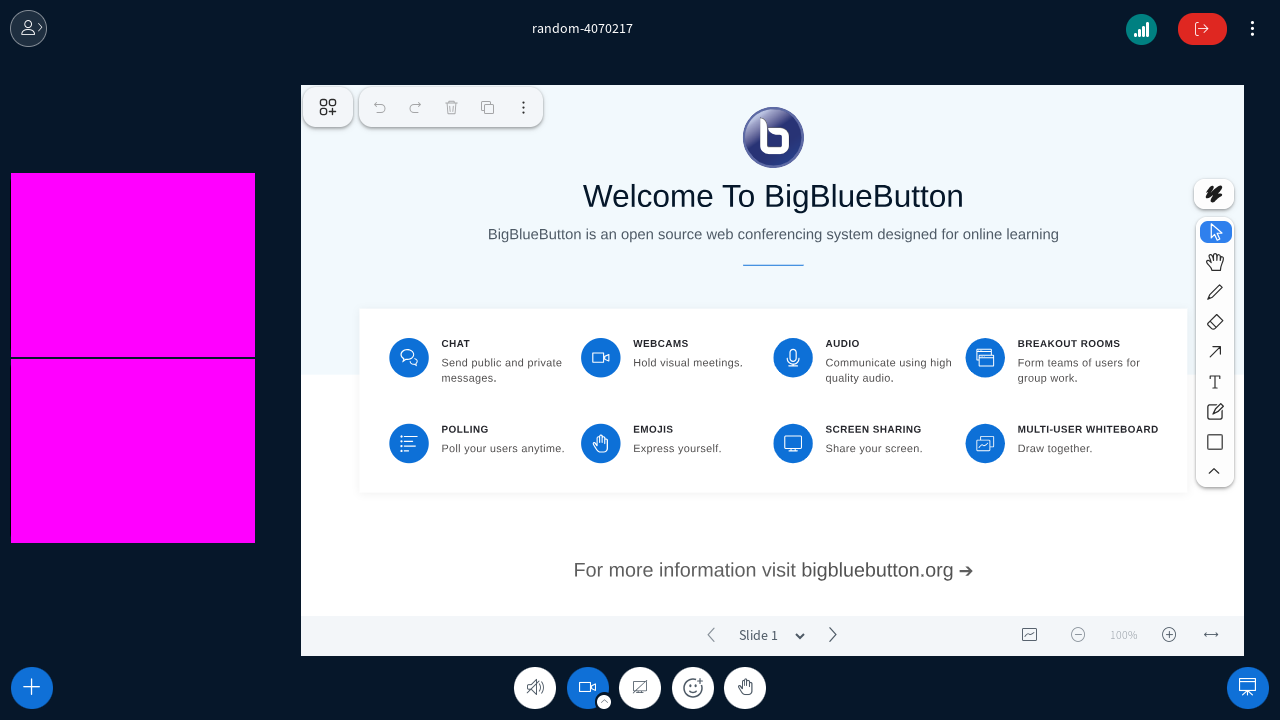 random-4070217
Welcome To BigBlueButton
BigBlueButton is an open source web conferencing system designed for online learning
CHAT
Send public and private
messages.
WEBCAMS
Hold visual meetings.
AUDIO
Communicate using high
quality audio.
BREAKOUT ROOMS
Form teams of users for
group work.
POLLING
Poll your users anytime.
EMOJIS
Express yourself.
SCREEN SHARING
Share your screen.
MULTI-USER WHITEBOARD
Draw together.
For more information visit bigbluebutton.org ➔
Slide 1
100%